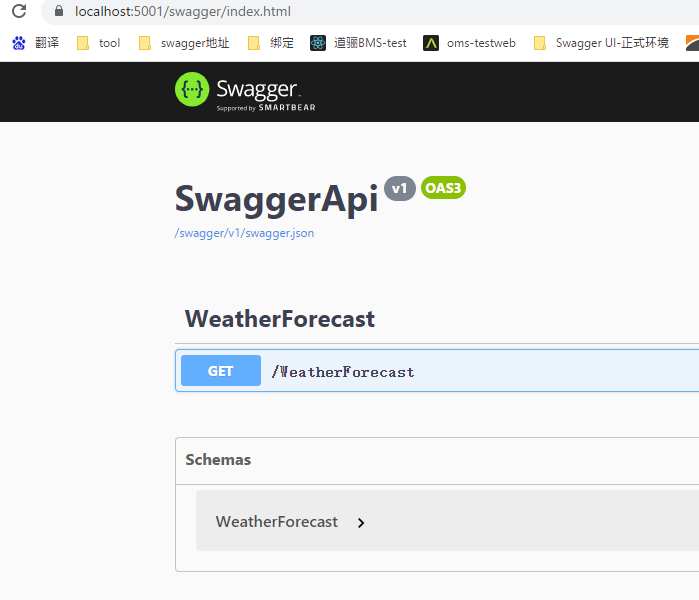 localhost:5001/swagger/index.html
翻译 tool swagger地址 绑定 道骊BMS-test oms-testweb Swagger UI-正式环境
Swagger
Supported by SMARTBEAR
SwaggerApi v1 OAS3
/swagger/v1/swagger.json
WeatherForecast
GET /WeatherForecast
Schemas
WeatherForecast